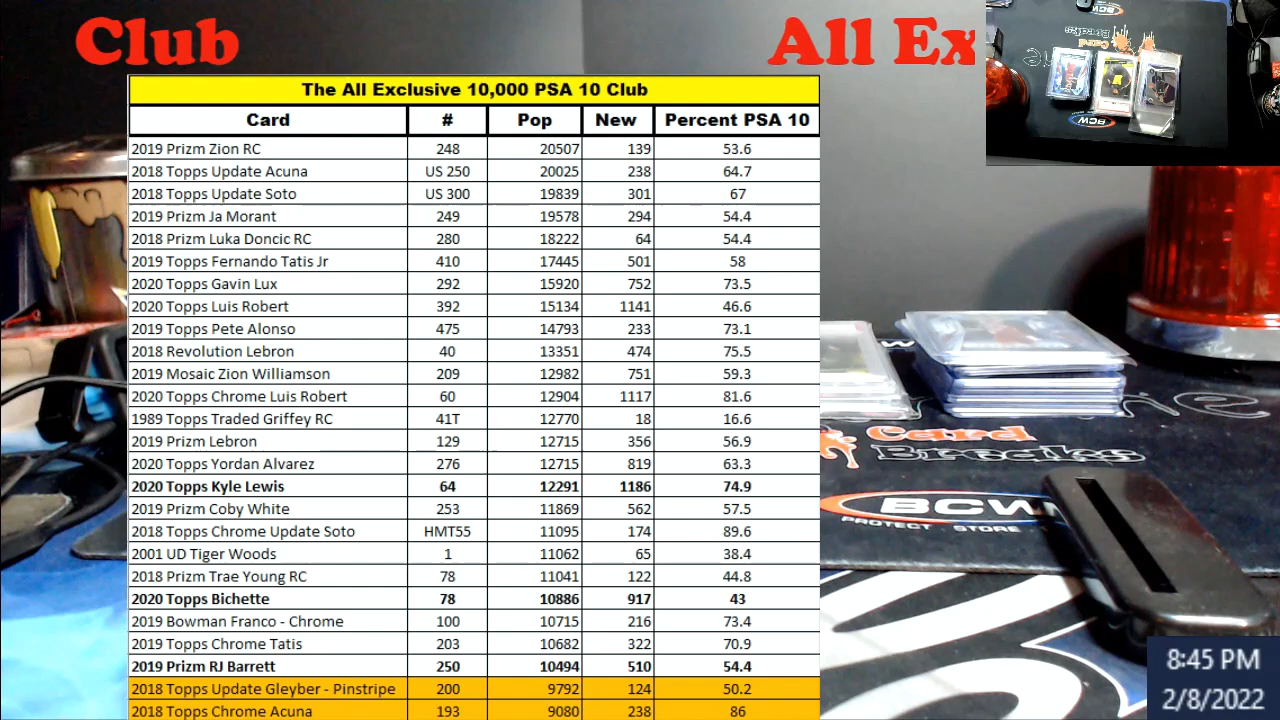 Club
All Ex
The All Exclusive 10,000 PSA 10 Club
Card # Pop New Percent PSA 10
2019 Prizm Zion RC 248 20507 139 53.6
2018 Topps Update Acuna US 250 20025 238 64.7
2018 Topps Update Soto US 300 19839 301 67
2019 Prizm Ja Morant 249 19578 294 54.4
2018 Prizm Luka Doncic RC 280 18222 64 54.4
2019 Topps Fernando Tatis Jr 410 17445 501 58
2020 Topps Gavin Lux 292 15920 752 73.5
2020 Topps Luis Robert 392 15134 1141 46.6
2019 Topps Pete Alonso 475 14793 233 73.1
2018 Revolution Lebron 40 13351 474 75.5
2019 Mosaic Zion Williamson 209 12982 751 59.3
2020 Topps Chrome Luis Robert 60 12904 1117 81.6
1989 Topps Traded Griffey RC 41T 12770 18 16.6
2019 Prizm Lebron 129 12715 356 56.9
2020 Topps Yordan Alvarez 276 12715 819 63.3
2020 Topps Kyle Lewis 64 12291 1186 74.9
2019 Prizm Coby White 253 11869 562 57.5
2018 Topps Chrome Update Soto HMT55 11095 174 89.6
2001 UD Tiger Woods 1 11062 65 38.4
2018 Prizm Trae Young RC 78 11041 122 44.8
2020 Topps Bichette 78 10886 917 43
2019 Bowman Franco - Chrome 100 10715 216 73.4
2019 Topps Chrome Tatis 203 10682 322 70.9
2019 Prizm RJ Barrett 250 10494 510 54.4
2018 Topps Update Gleyber - Pinstripe 200 9792 124 50.2
2018 Topps Chrome Acuna 193 9080 238 86
BCW
Card
Breaks
BCW
Card
Breaks
BCW
PROTECT STORE
8:45 PM
2/8/2022